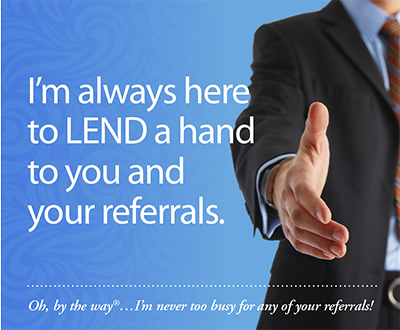 I’m always here
to LEND a hand
to you and
your referrals.
Oh, by the way®…I’m never too busy for any of your referrals!